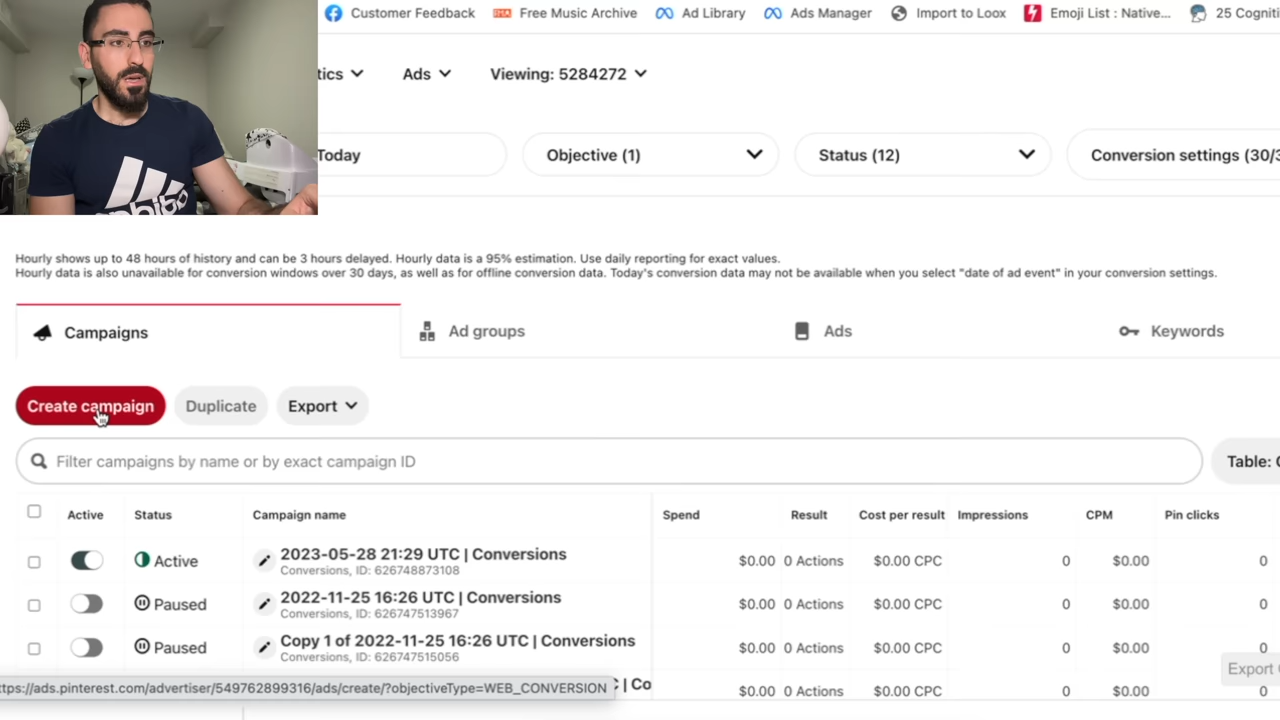 Customer Feedback
Free Music Archive
Ad Library
Ads Manager
Import to Loox
Emoji List : Native...
25 Cogniti
tics
Ads
Viewing: 5284272
Today
Objective (1)
Status (12)
Conversion settings (30/3
Hourly shows up to 48 hours of history and can be 3 hours delayed. Hourly data is a 95% estimation. Use daily reporting for exact values.
Hourly data is also unavailable for conversion windows over 30 days, as well as for offline conversion data. Today's conversion data may not be available when you select "date of ad event" in your conversion settings.
Campaigns
Ad groups
Ads
Keywords
Create campaign
Duplicate
Export
Filter campaigns by name or by exact campaign ID
Table:
Active Status Campaign name Spend Result Cost per result Impressions CPM Pin clicks
Active 2023-05-28 21:29 UTC | Conversions $0.00 0 Actions $0.00 CPC 0 $0.00 0
Conversions, ID: 626748873108
Paused 2022-11-25 16:26 UTC | Conversions $0.00 0 Actions $0.00 CPC 0 $0.00 0
Conversions, ID: 626747513967
Paused Copy 1 of 2022-11-25 16:26 UTC | Conversions $0.00 0 Actions $0.00 CPC 0 $0.00 0
Conversions, ID: 626747515056
Export
| Co $0.00 0 Actions $0.00 CPC 0 $0.00 0
ttps://ads.pinterest.com/advertiser/549762899316/ads/create/?objectiveType=WEB_CONVERSION